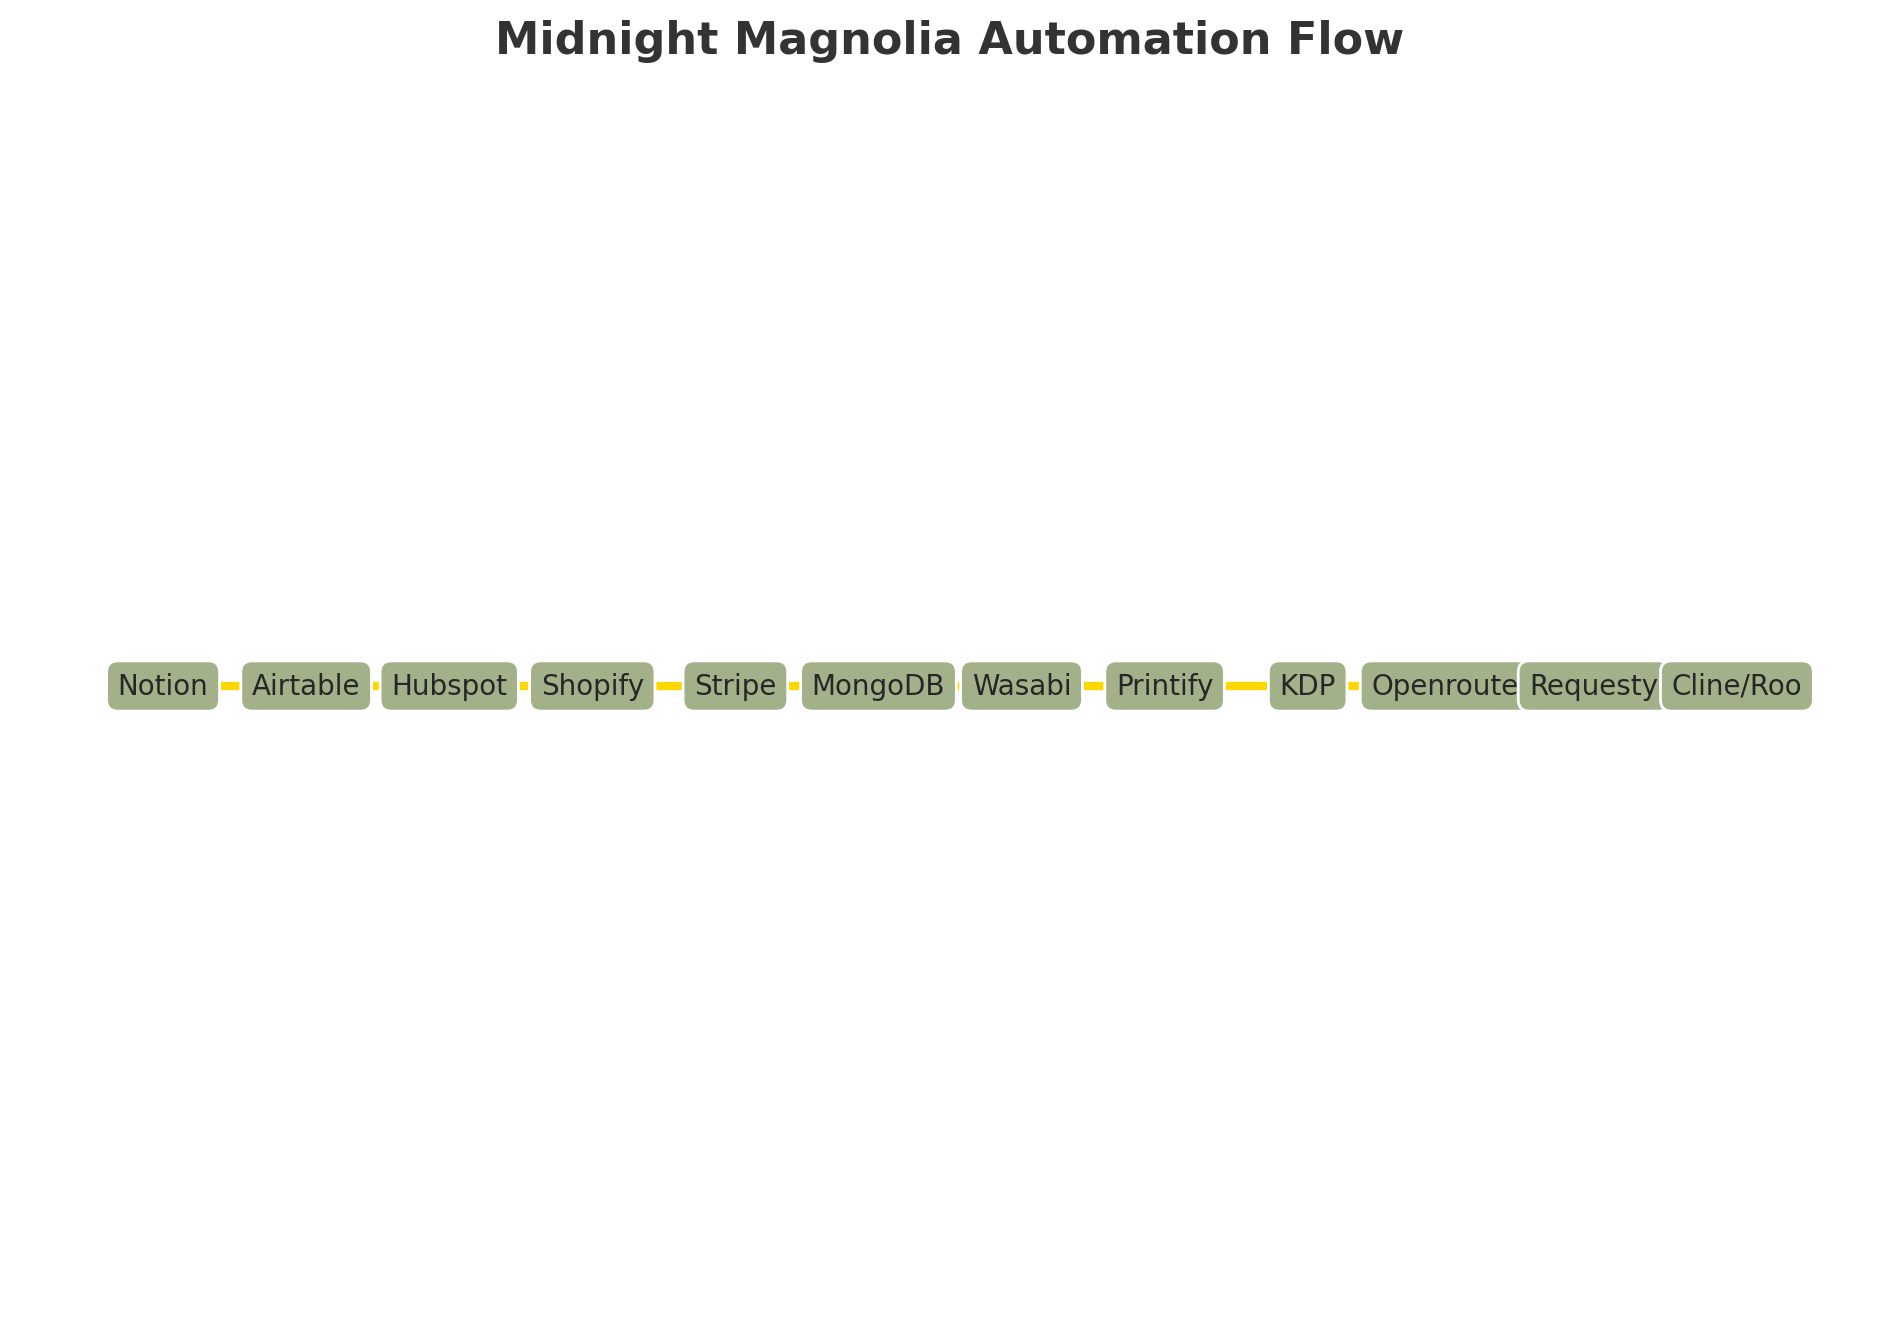 Midnight Magnolia Automation Flow
Notion Airtable Hubspot Shopify Stripe MongoDB Wasabi Printify KDP Openroute Requesty Cline/Roo